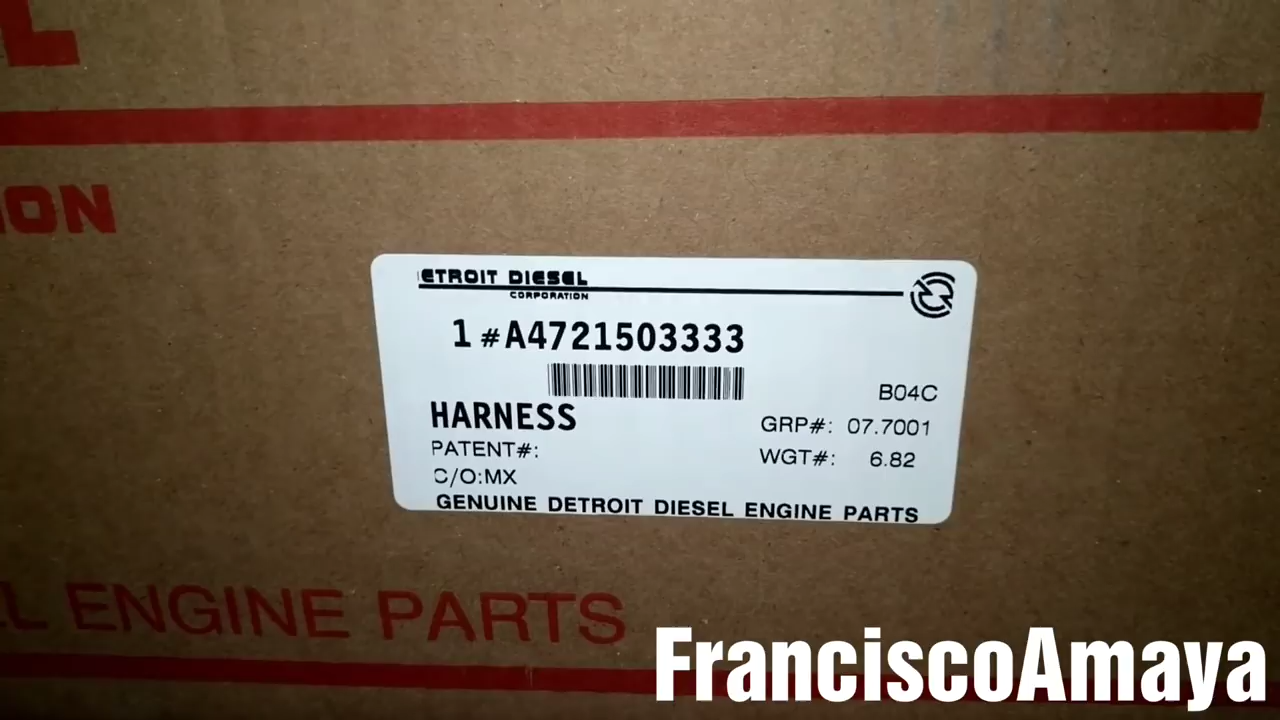 L
ION
ETROIT DIESEL
CORPORATION
1 #A4721503333
B04C
HARNESS
GRP#: 07.7001
PATENT#:
WGT#: 6.82
C/O:MX
GENUINE DETROIT DIESEL ENGINE PARTS
L ENGINE PARTS
FranciscoAmaya